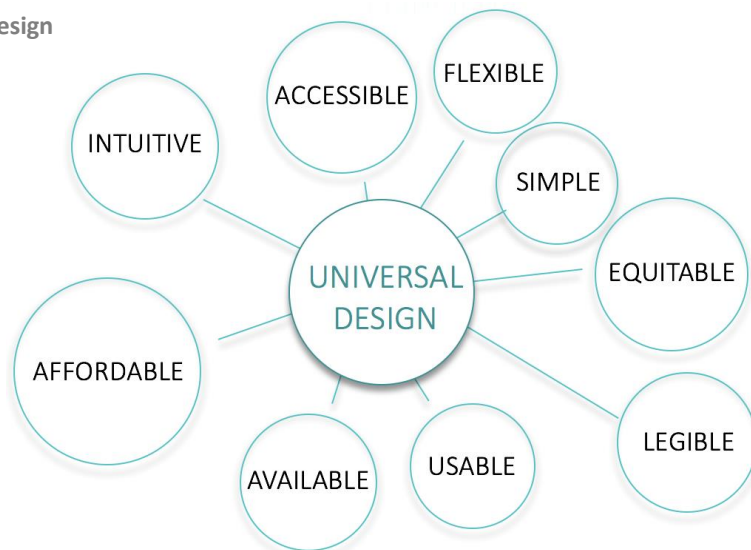 esign
FLEXIBLE
ACCESSIBLE
INTUITIVE
SIMPLE
EQUITABLE
UNIVERSAL
DESIGN
AFFORDABLE
LEGIBLE
USABLE
AVAILABLE